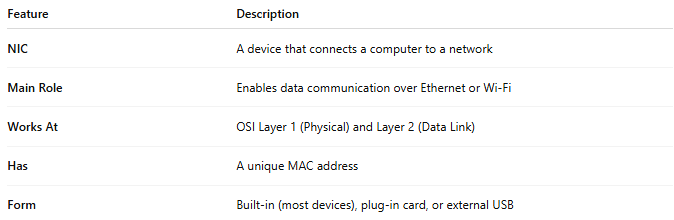 Feature Description
NIC A device that connects a computer to a network
Main Role Enables data communication over Ethernet or Wi-Fi
Works At OSI Layer 1 (Physical) and Layer 2 (Data Link)
Has A unique MAC address
Form Built-in (most devices), plug-in card, or external USB